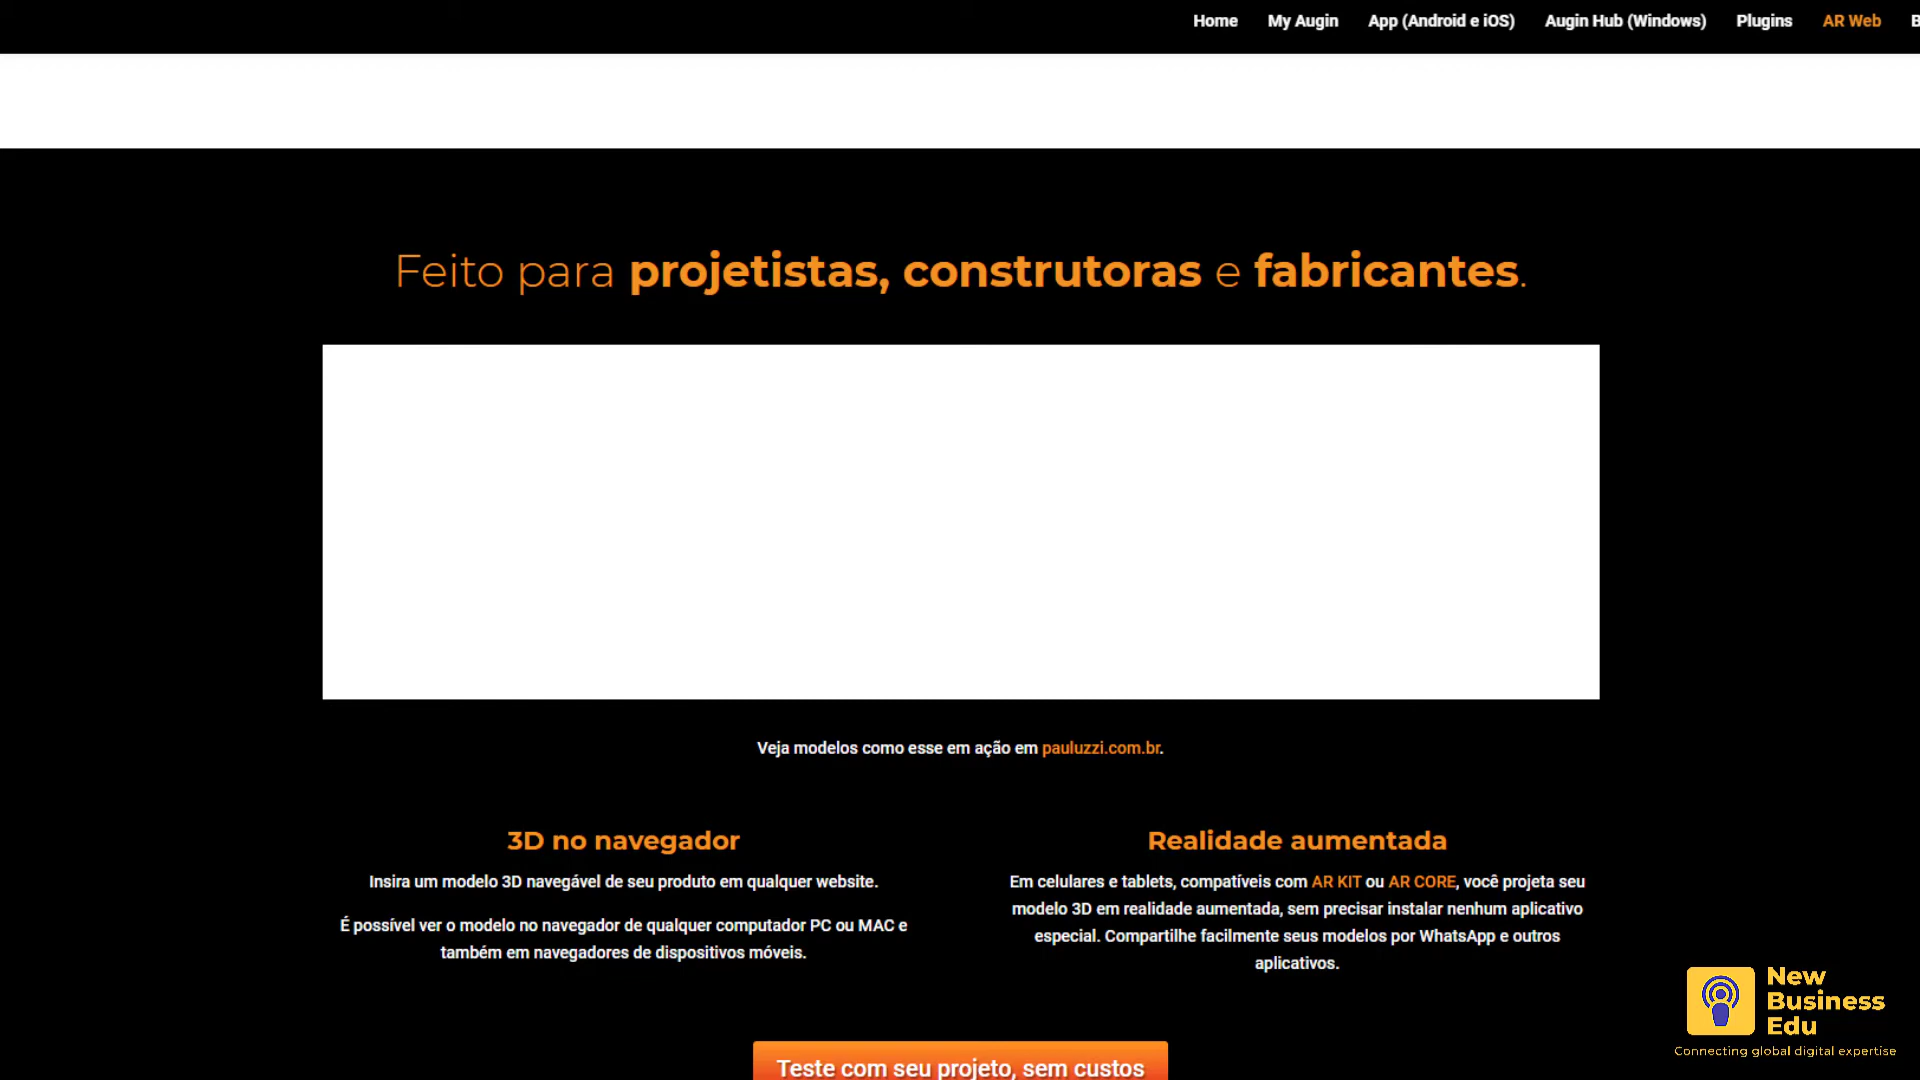 Home My Augin App (Android e iOS) Augin Hub (Windows) Plugins AR Web
Feito para projetistas, construtoras e fabricantes.
Veja modelos como esse em ação em pauluzzi.com.br.
3D no navegador
Insira um modelo 3D navegável de seu produto em qualquer website.
É possível ver o modelo no navegador de qualquer computador PC ou MAC e
também em navegadores de dispositivos móveis.
Realidade aumentada
Em celulares e tablets, compatíveis com AR KIT ou AR CORE, você projeta seu
modelo 3D em realidade aumentada, sem precisar instalar nenhum aplicativo
especial. Compartilhe facilmente seus modelos por WhatsApp e outros
aplicativos.
Teste com seu projeto, sem custos
New
Business
Edu
Connecting global digital expertise